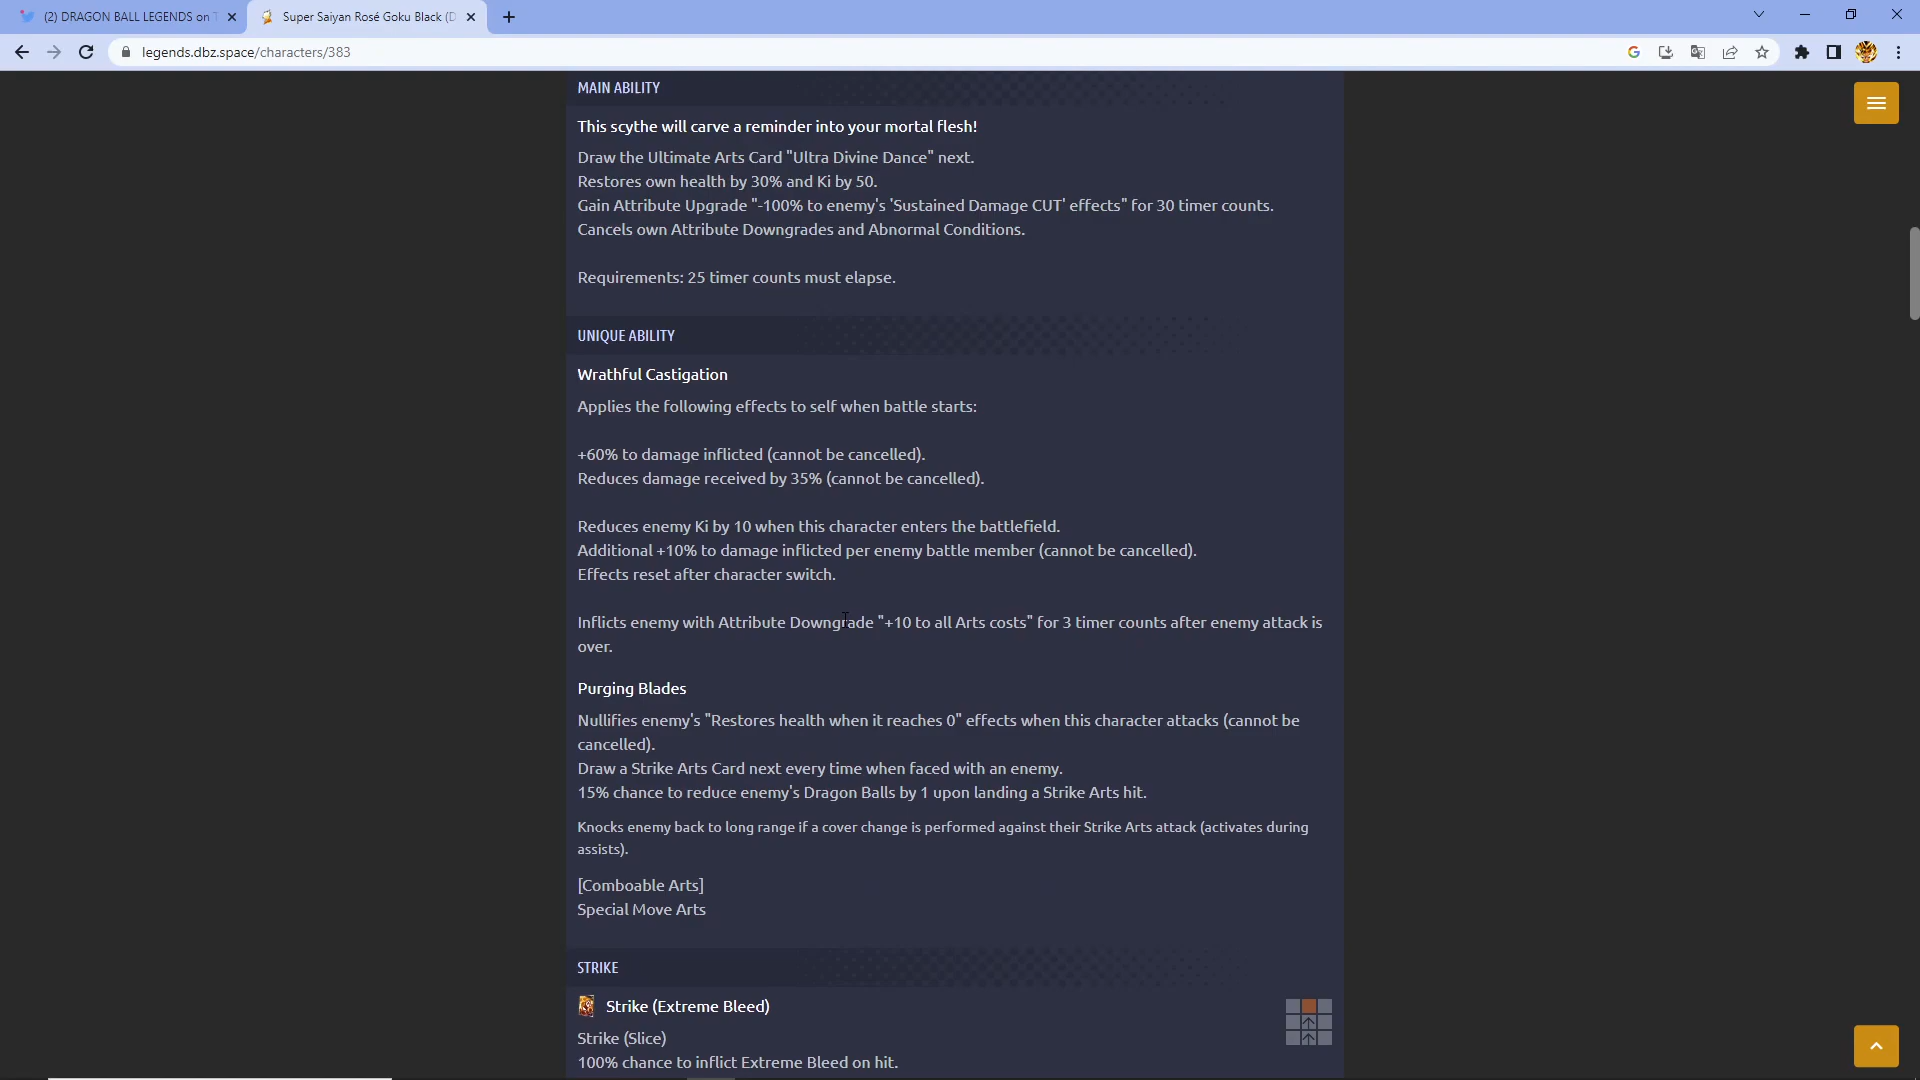 (2) DRAGON BALL LEGENDS on T
Super Saiyan Rosé Goku Black (D
legends.dbz.space/characters/383
MAIN ABILITY
This scythe will carve a reminder into your mortal flesh!
Draw the Ultimate Arts Card "Ultra Divine Dance" next.
Restores own health by 30% and Ki by 50.
Gain Attribute Upgrade "-100% to enemy's 'Sustained Damage CUT' effects" for 30 timer counts.
Cancels own Attribute Downgrades and Abnormal Conditions.
Requirements: 25 timer counts must elapse.
UNIQUE ABILITY
Wrathful Castigation
Applies the following effects to self when battle starts:
+60% to damage inflicted (cannot be cancelled).
Reduces damage received by 35% (cannot be cancelled).
Reduces enemy Ki by 10 when this character enters the battlefield.
Additional +10% to damage inflicted per enemy battle member (cannot be cancelled).
Effects reset after character switch.
Inflicts enemy with Attribute Downgrade "+10 to all Arts costs" for 3 timer counts after enemy attack is
over.
Purging Blades
Nullifies enemy's "Restores health when it reaches 0" effects when this character attacks (cannot be
cancelled).
Draw a Strike Arts Card next every time when faced with an enemy.
15% chance to reduce enemy's Dragon Balls by 1 upon landing a Strike Arts hit.
Knocks enemy back to long range if a cover change is performed against their Strike Arts attack (activates during
assists).
[Comboable Arts]
Special Move Arts
STRIKE
Strike (Extreme Bleed)
Strike (Slice)
100% chance to inflict Extreme Bleed on hit.